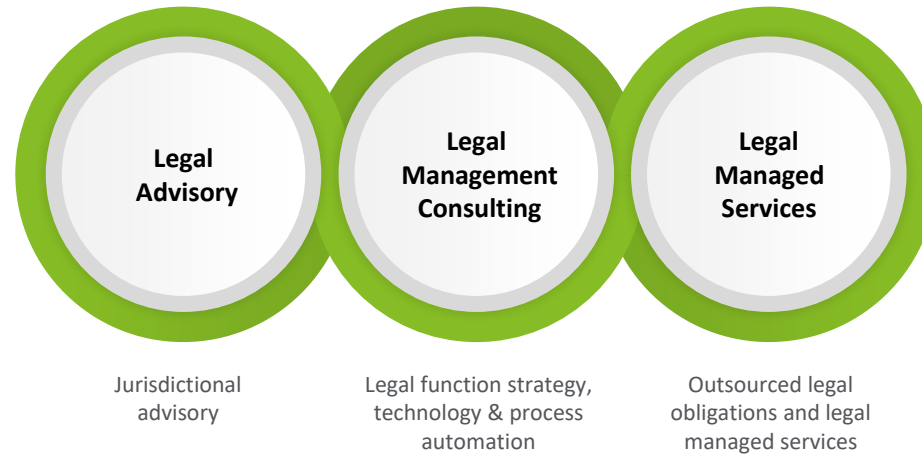 Legal
Advisory
Legal
Management
Consulting
Legal
Managed
Services
Jurisdictional
advisory
Legal function strategy,
technology & process
automation
Outsourced legal
obligations and legal
managed services